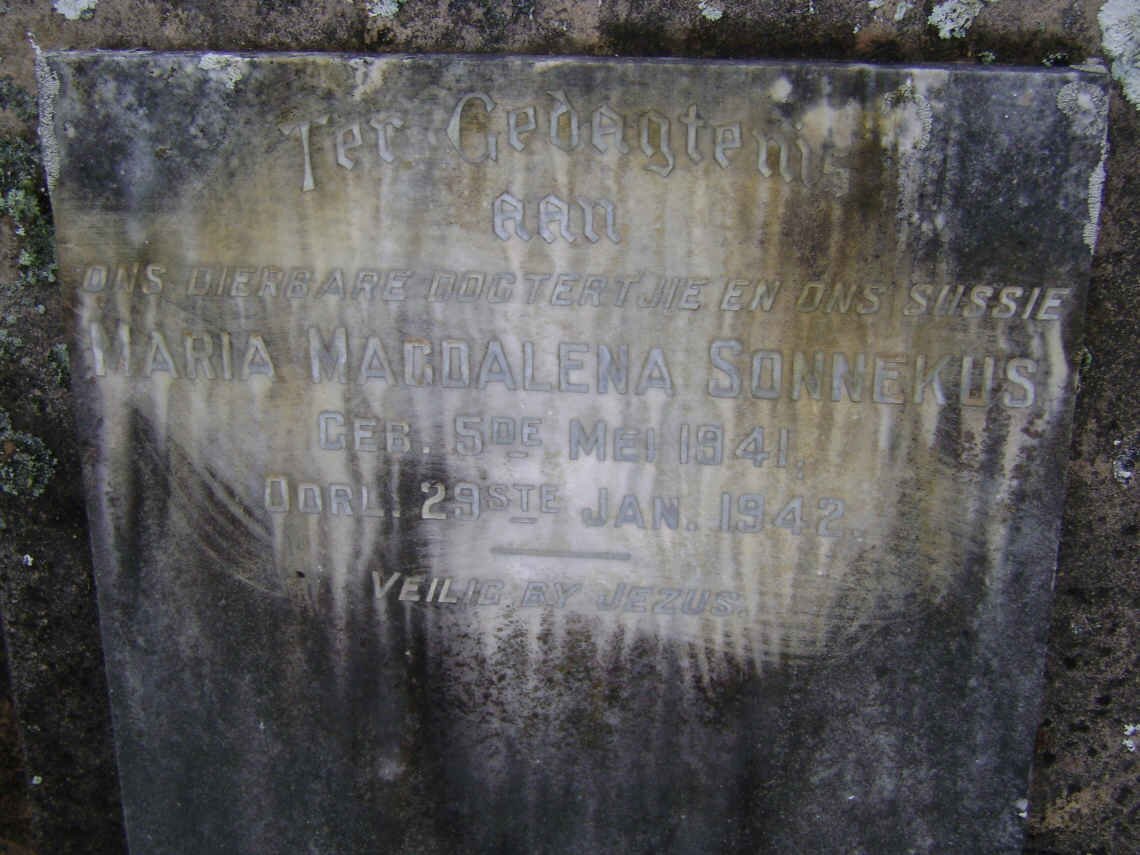 Ter Gedagtenis
aan
ONS DIERBARE DOGTERTJIE EN ONS SUSSIE
MARIA MAGDALENA SONNEKUS
GEB. 5DE MEI 1941,
OORL. 29STE JAN. 1942.
VEILIG BY JEZUS.